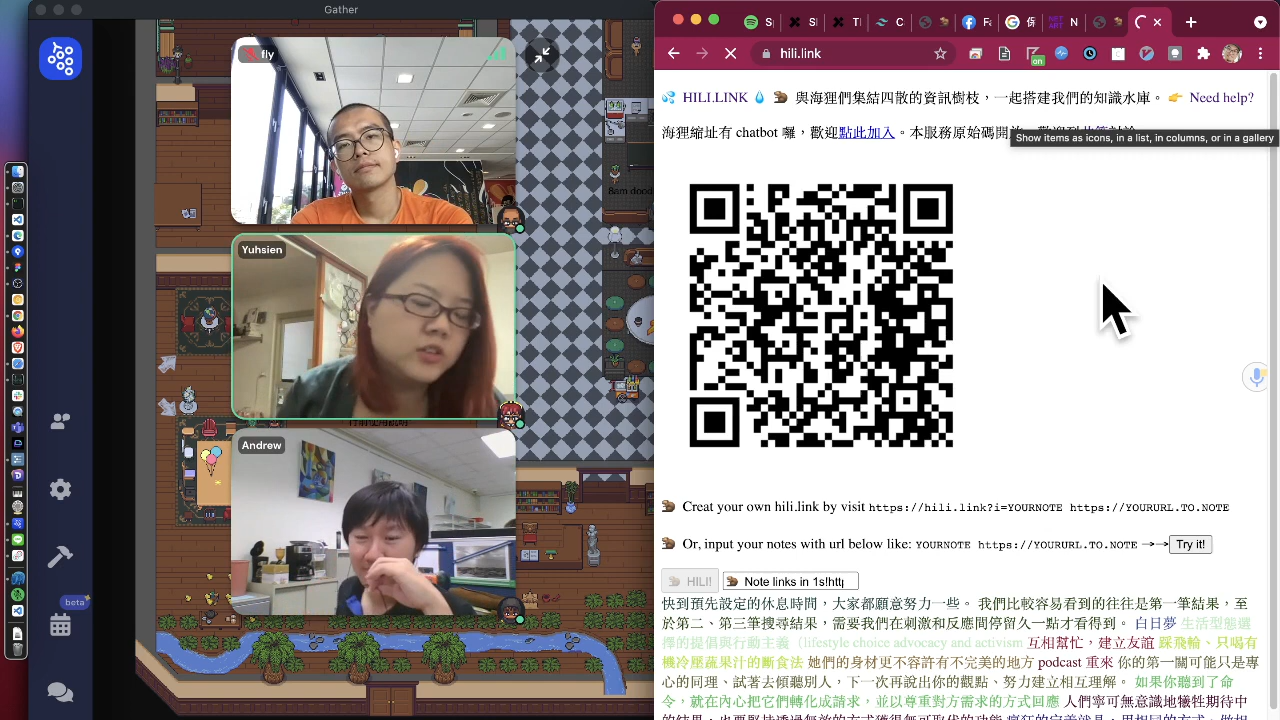 Gather
fly
8am dood
Yuhsien
行前使用說明
Andrew
beta
hili.link
on
HILI.LINK 與海狸們集結四散的資訊樹枝，一起搭建我們的知識水庫。 Need help?
海狸縮址有 chatbot 囉，歡迎點此加入。本服務原始碼開
Show items as icons, in a list, in columns, or in a gallery
Creat your own hili.link by visit https://hili.link?i=YOURNOTE https://YOURURL.TO.NOTE
Or, input your notes with url below like: YOURNOTE https://YOURURL.TO.NOTE →→ Try it!
HILI! Note links in 1s!http
快到預先設定的休息時間，大家都願意努力一些。 我們比較容易看到的往往是第一筆結果，至
於第二、第三筆搜尋結果，需要我們在刺激和反應間停留久一點才看得到。 白日夢 生活型態選
擇的提倡與行動主義（lifestyle choice advocacy and activism 互相幫忙，建立友誼 踩飛輪、只喝有
機冷壓蔬果汁的斷食法 她們的身材更不可許有不完美的地方 podcast 重來 你的第一關可能只是專
心的同理、試著去傾聽別人，下一次再說出你的觀點、努力建立相互理解。 如果你聽到了命
令，就在內心把它們轉化成請求，並以尊重對方需求的方式回應 人們寧可無意識地犧牲期待中